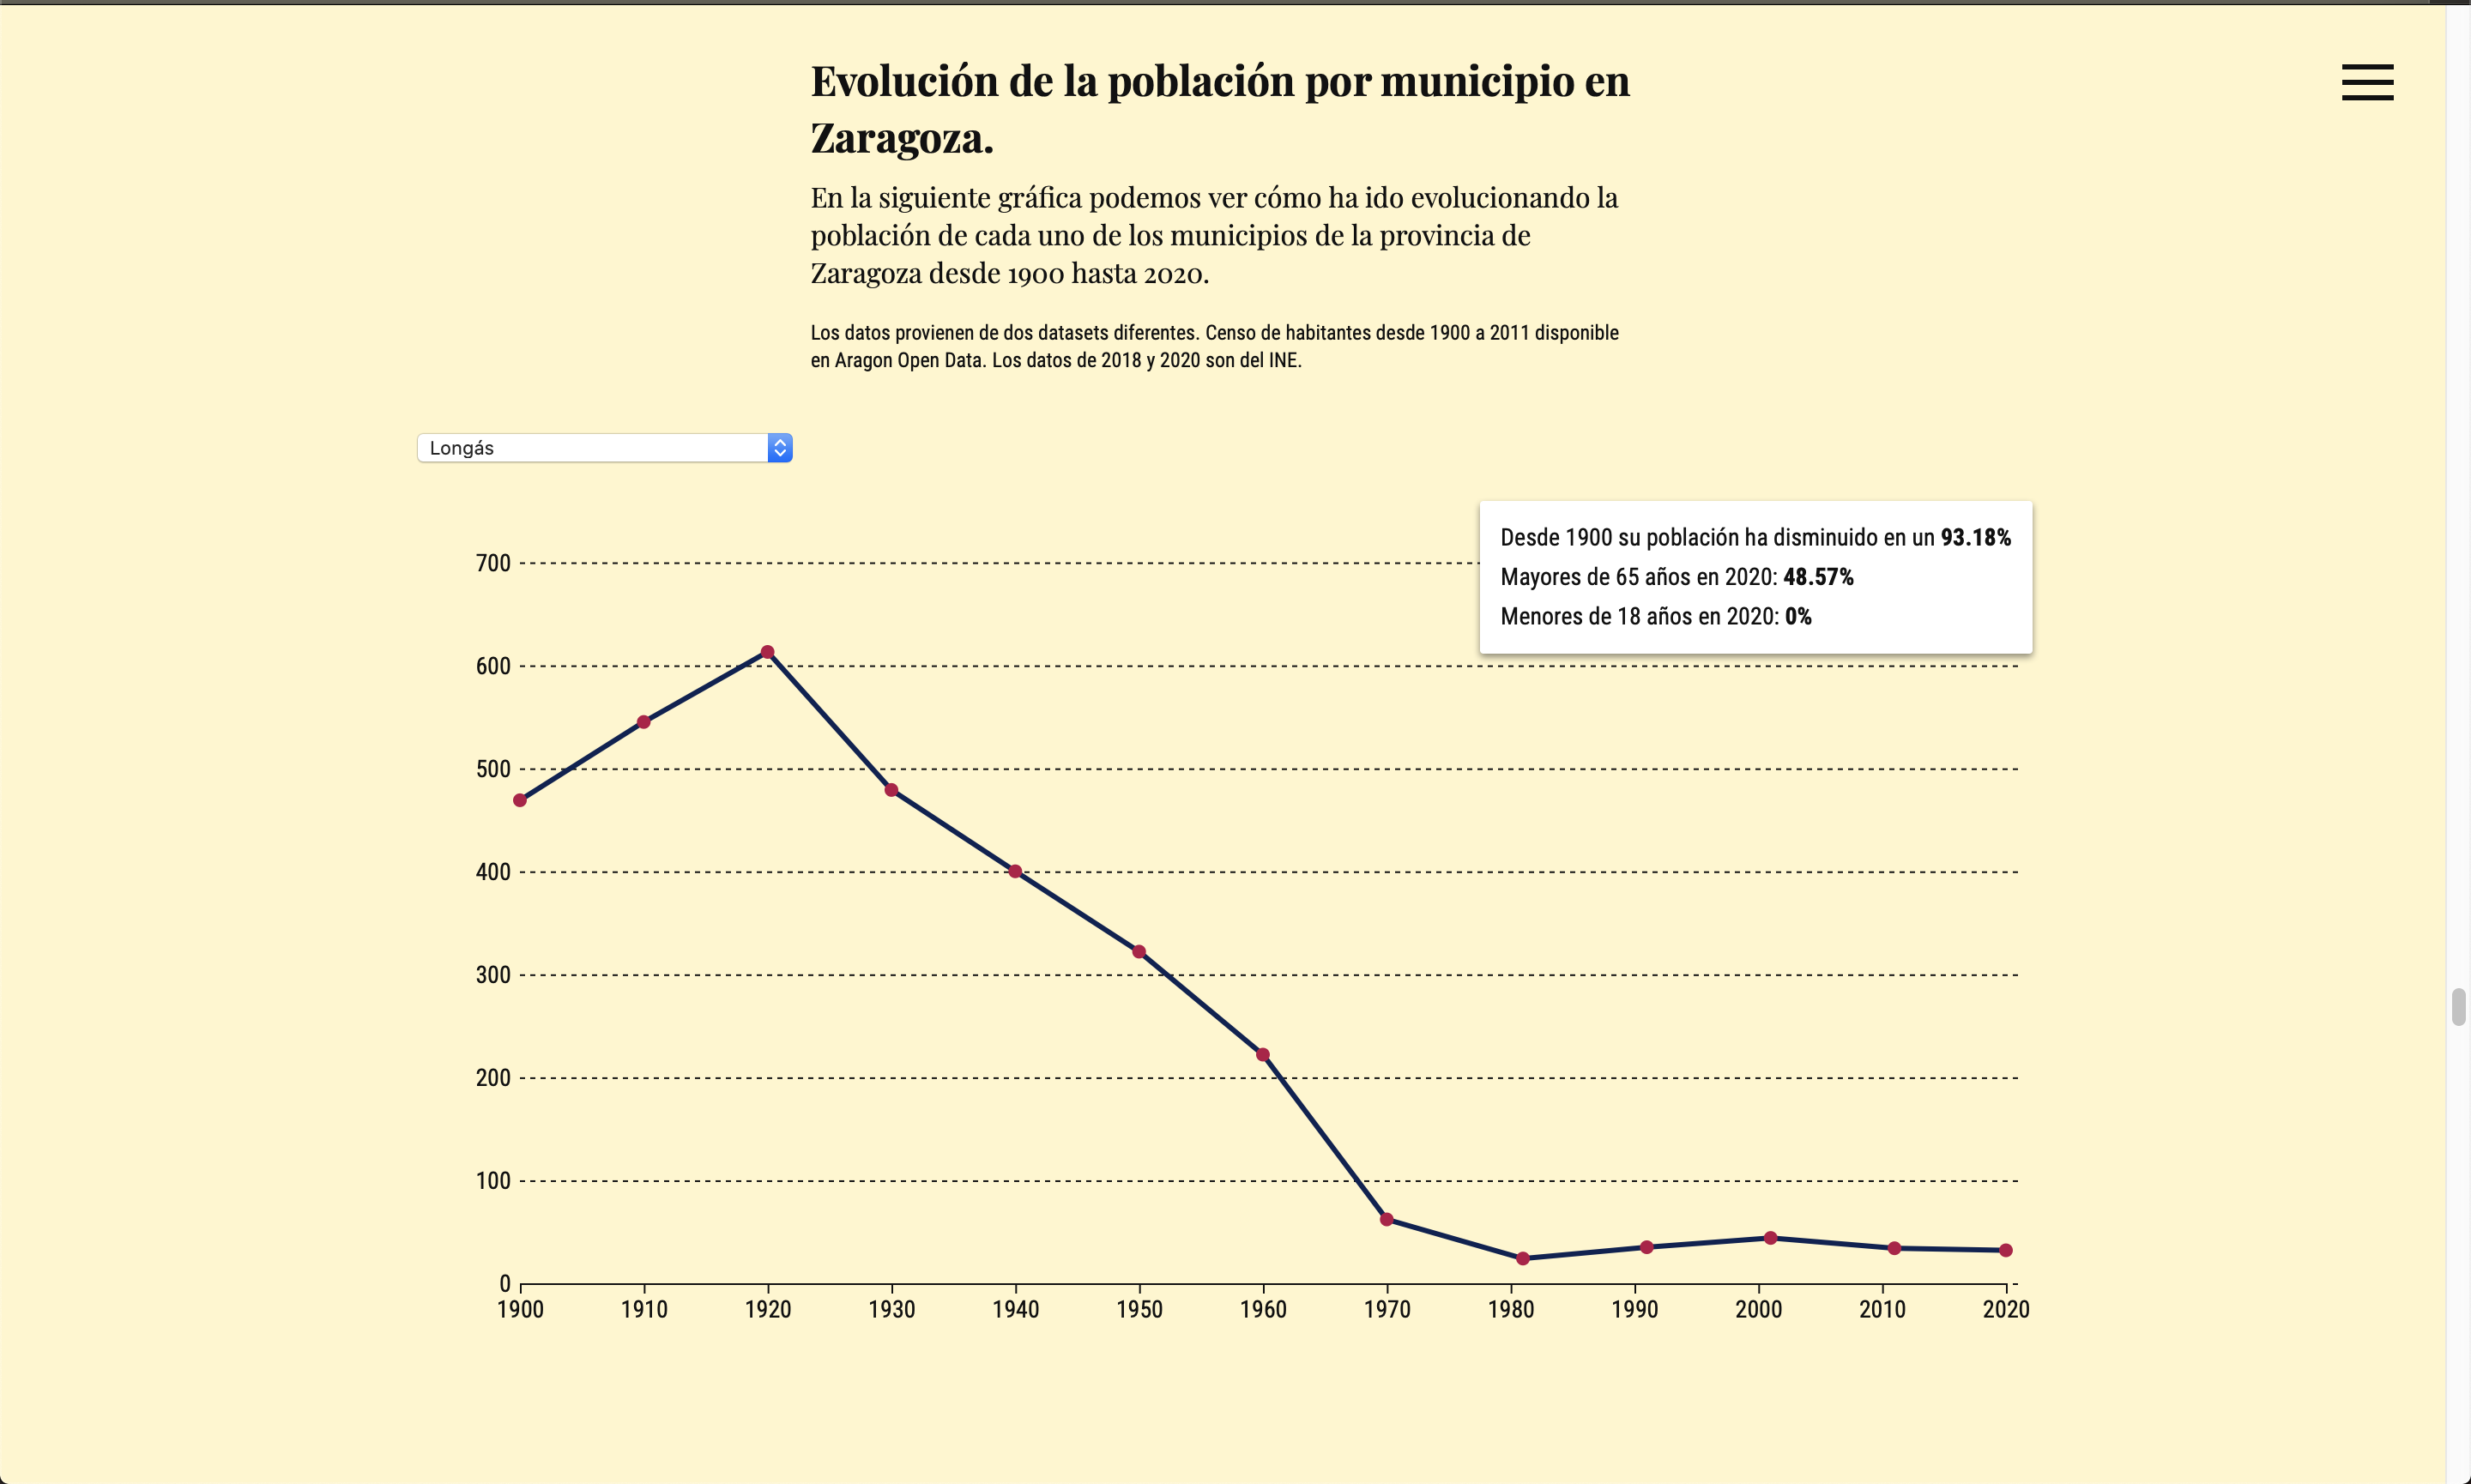 Evolución de la población por municipio en
Zaragoza.
En la siguiente gráfica podemos ver cómo ha ido evolucionando la
población de cada uno de los municipios de la provincia de
Zaragoza desde 1900 hasta 2020.
Los datos provienen de dos datasets diferentes. Censo de habitantes desde 1900 a 2011 disponible
en Aragon Open Data. Los datos de 2018 y 2020 son del INE.
Longás
Desde 1900 su población ha disminuido en un 93.18%
Mayores de 65 años en 2020: 48.57%
Menores de 18 años en 2020: 0%
700
600
500
400
300
200
100
0
1900 1910 1920 1930 1940 1950 1960 1970 1980 1990 2000 2010 2020